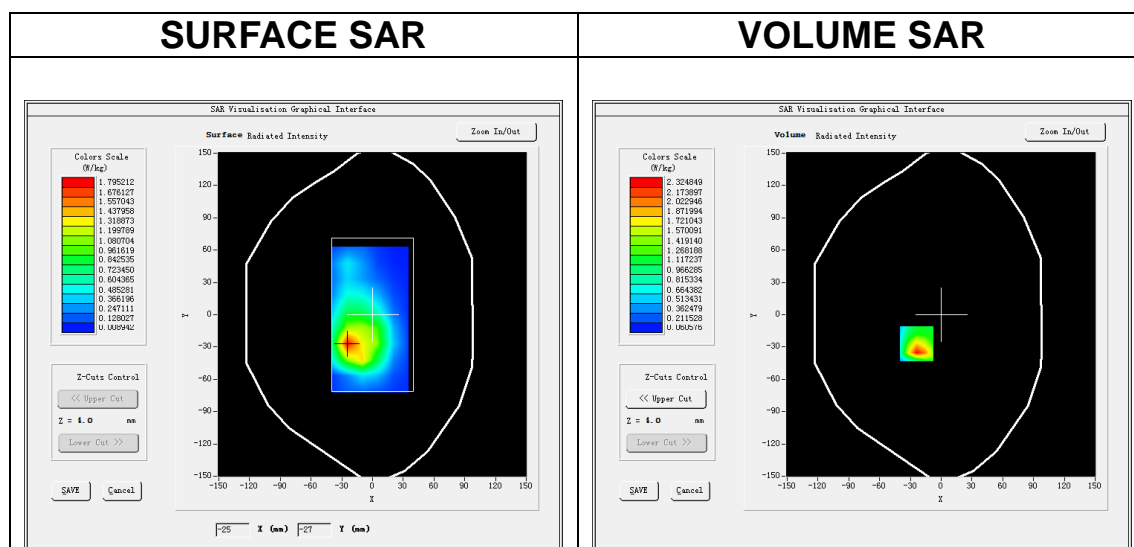 SURFACE SAR
VOLUME SAR
SAR Visualisation Graphical Interface
Surface Radiated Intensity
Zoom In/Out
Colors Scale
(W/kg)
1.795212
1.676127
1.557043
1.437958
1.318873
1.199789
1.080704
0.961619
0.842535
0.723450
0.604365
0.485281
0.366196
0.247111
0.128027
0.008942
150
120
90
60
30
0
-30
-60
-90
-120
-150
Y
-150 -120 -90 -60 -30 0 30 60 90 120 150
X
Z-Cuts Control
<< Upper Cut
Z = 4.0 mm
Lower Cut >>
SAVE
Cancel
-25 X (mm) -27 Y (mm)
SAR Visualisation Graphical Interface
Volume Radiated Intensity
Zoom In/Out
Colors Scale
(W/kg)
2.324849
2.173897
2.022946
1.871994
1.721043
1.570091
1.419140
1.268188
1.117237
0.966285
0.815334
0.664382
0.513431
0.362479
0.211528
0.060576
150
120
90
60
30
0
-30
-60
-90
-120
-150
Y
-150 -120 -90 -60 -30 0 30 60 90 120 150
X
Z-Cuts Control
<< Upper Cut
Z = 4.0 mm
Lower Cut >>
SAVE
Cancel